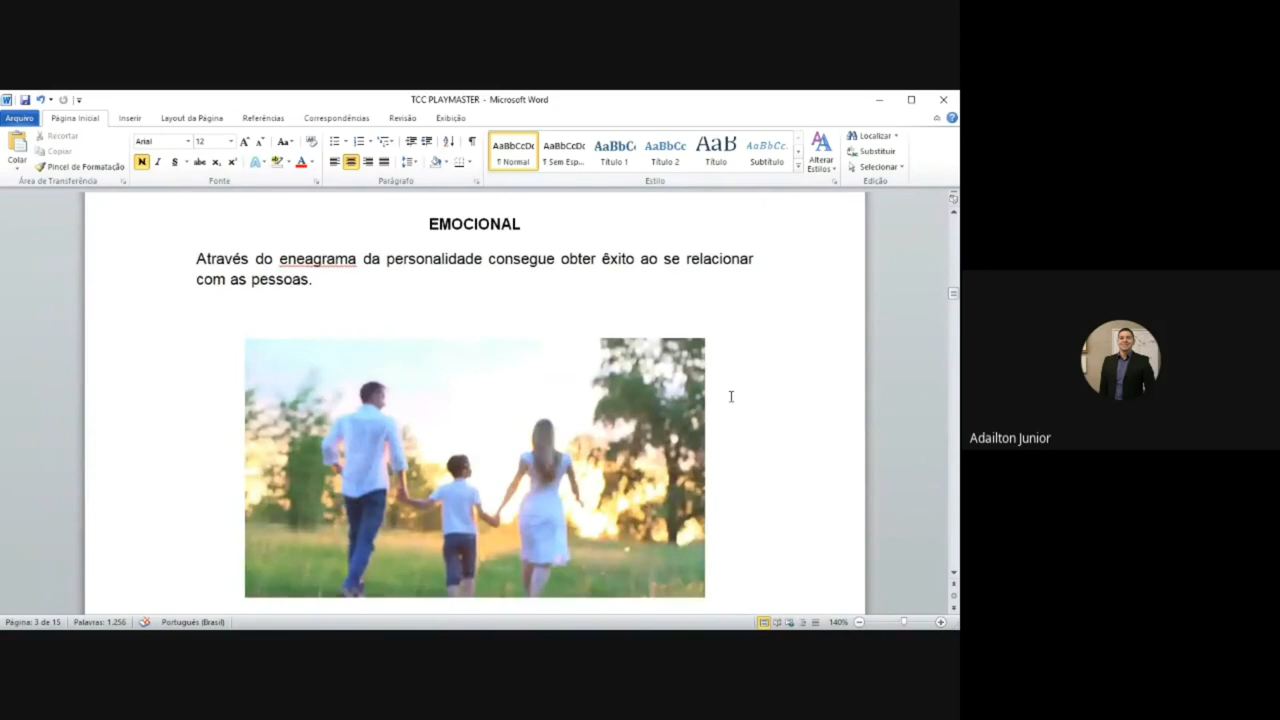 TCC PLAYMASTER - Microsoft Word
Arquivo Página Inicial Inserir Layout da Página Referências Correspondências Revisão Exibição
Colar
Recortar
Copiar
Pincel de Formatação
Área de Transferência
Arial 12
N I S abc x, x²
Fonte
Parágrafo
AaBbCcDc AaBbCcDc AaBbCc AaBbCc AaB AaBbCc.
¶ Normal ¶ Sem Esp... Título 1 Título 2 Título Subtítulo
Alterar
Estilos
Estilo
Localizar
Substituir
Selecionar
Edição
EMOCIONAL
Através do eneagrama da personalidade consegue obter êxito ao se relacionar
com as pessoas.
Adailton Junior
Página: 3 de 15 Palavras: 1.256 Português (Brasil) 140%